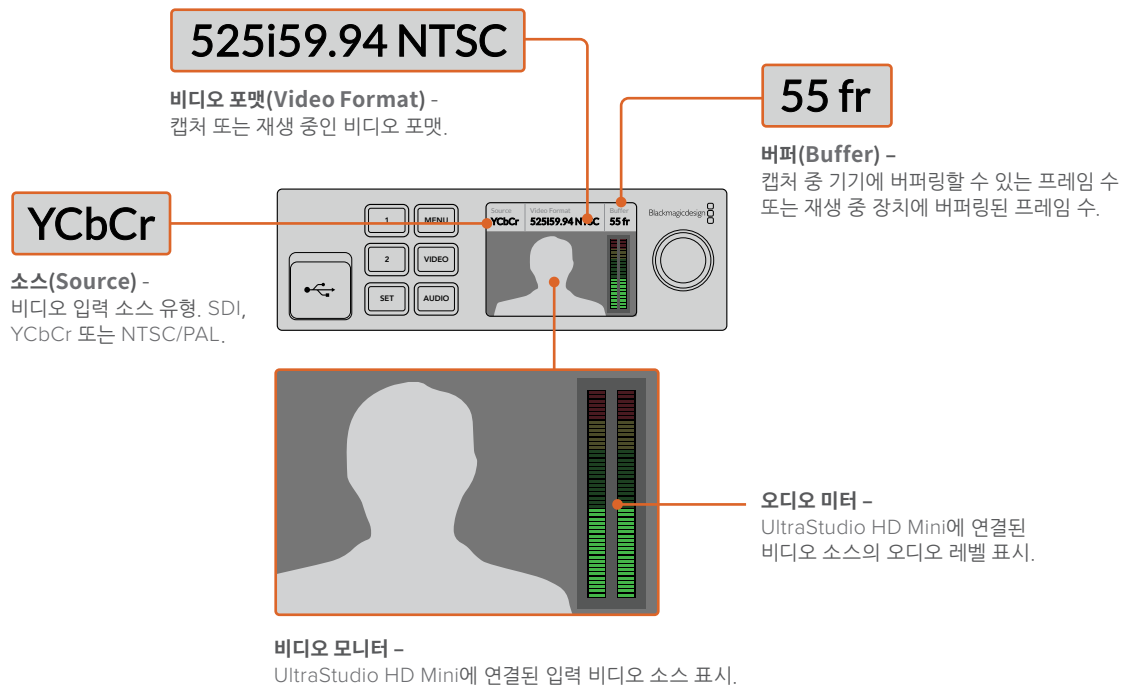 525i59.94 NTSC
비디오 포맷(Video Format) -
캡처 또는 재생 중인 비디오 포맷.
55 fr
버퍼(Buffer) –
캡처 중 기기에 버퍼링할 수 있는 프레임 수
또는 재생 중 장치에 버퍼링된 프레임 수.
YCbCr
소스(Source) -
비디오 입력 소스 유형. SDI,
YCbCr 또는 NTSC/PAL.
1
MENU
2
VIDEO
SET
AUDIO
Source
Video Format
Buffer
YCbCr
525I59.94 NTSC
55 fr
Blackmagicdesign
오디오 미터 –
UltraStudio HD Mini에 연결된
비디오 소스의 오디오 레벨 표시.
비디오 모니터 –
UltraStudio HD Mini에 연결된 입력 비디오 소스 표시.